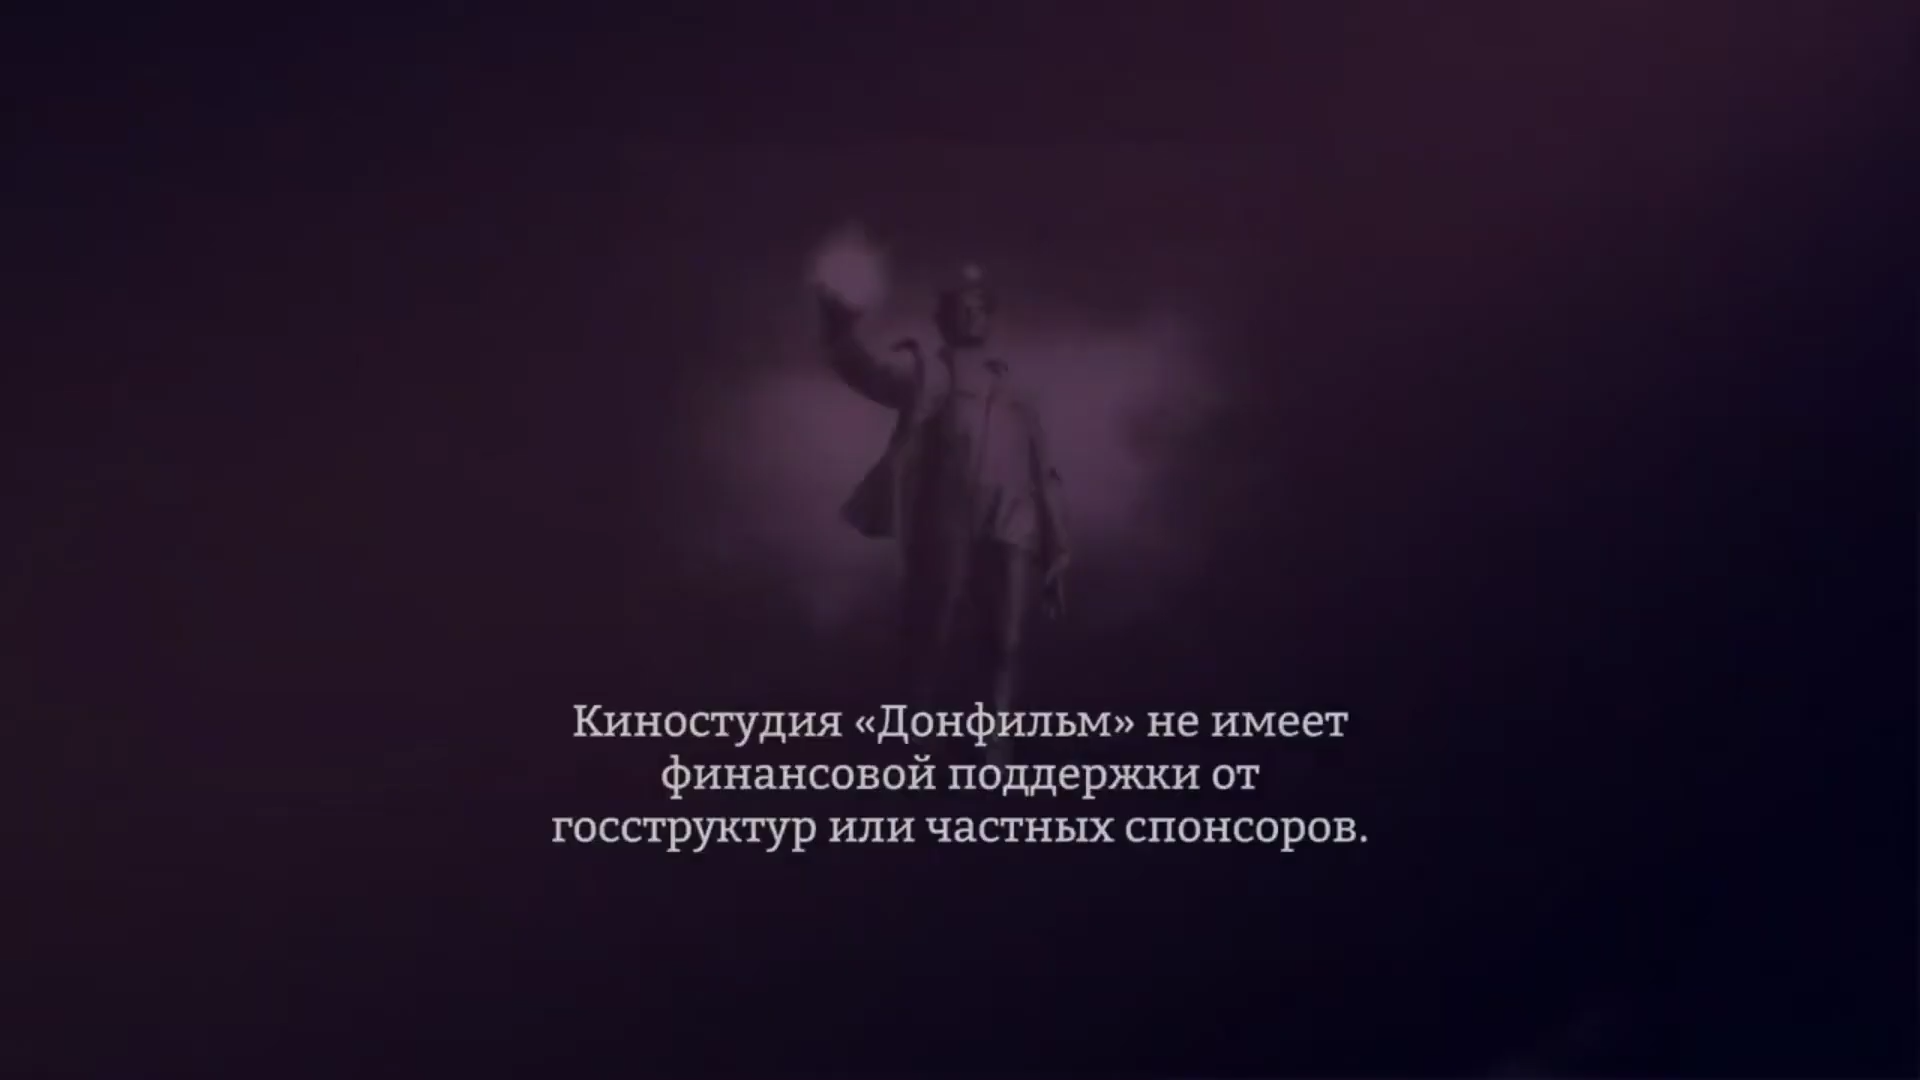 Киностудия «Донфильм» не имеет
финансовой поддержки от
госструктур или частных спонсоров.